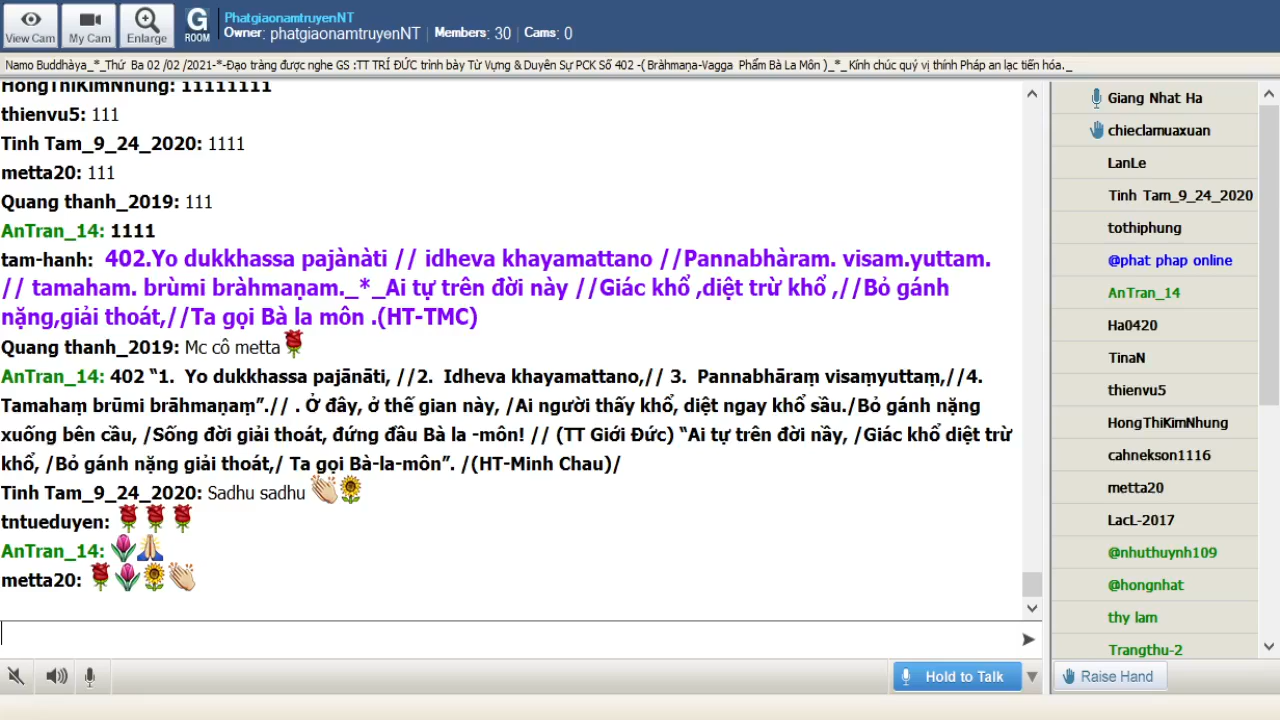 View Cam
My Cam
Enlarge
G
ROOM
PhatgiaonamtruyenNT
Owner: phatgiaonamtruyenNT | Members: 30 | Cams: 0
Namo Buddhàya_*_Thứ Ba 02 /02 /2021-*-Đạo tràng được nghe GS :TT TRÍ ĐỨC trình bày Từ Vựng & Duyên Sự PCK Số 402 -( Bràhmaṇa-Vagga Phẩm Bà La Môn )_*_ Kính chúc quý vị thính Pháp an lạc tiến hóa._
HongThiKimNhung: 11111111
thienvu5: 111
Tinh Tam_9_24_2020: 1111
metta20: 111
Quang thanh_2019: 111
AnTran_14: 1111
tam-hanh: 402.Yo dukkhassa pajànàti // idheva khayamattano //Pannabhàram. visam.yuttam.
// tamaham. brùmi bràhmaṇam._*_Ai tự trên đời này //Giác khổ ,diệt trừ khổ ,//Bỏ gánh
nặng,giải thoát,//Ta gọi Bà la môn .(HT-TMC)
Quang thanh_2019: Mc cô metta
AnTran_14: 402 “1. Yo dukkhassa pajānāti, //2. Idheva khayamattano,// 3. Pannabhāraṃ visaṃyuttaṃ,//4.
Tamahaṃ brūmi brāhmaṇaṃ”.// . Ở đây, ở thế gian này, /Ai người thấy khổ, diệt ngay khổ sầu./Bỏ gánh nặng
xuống bên cầu, /Sống đời giải thoát, đứng đầu Bà la -môn! // (TT Giới Đức) “Ai tự trên đời nầy, /Giác khổ diệt trừ
khổ, /Bỏ gánh nặng giải thoát,/ Ta gọi Bà-la-môn”. /(HT-Minh Chau)/
Tinh Tam_9_24_2020: Sadhu sadhu
tntueduyen:
AnTran_14:
metta20:
Hold to Talk
Giang Nhat Ha
chieclamuaxuan
LanLe
Tinh Tam_9_24_2020
tothiphung
@phat phap online
AnTran_14
Ha0420
TinaN
thienvu5
HongThiKimNhung
cahnekson1116
metta20
LacL-2017
@nhuthuynh109
@hongnhat
thy lam
Trangthu-2
Raise Hand